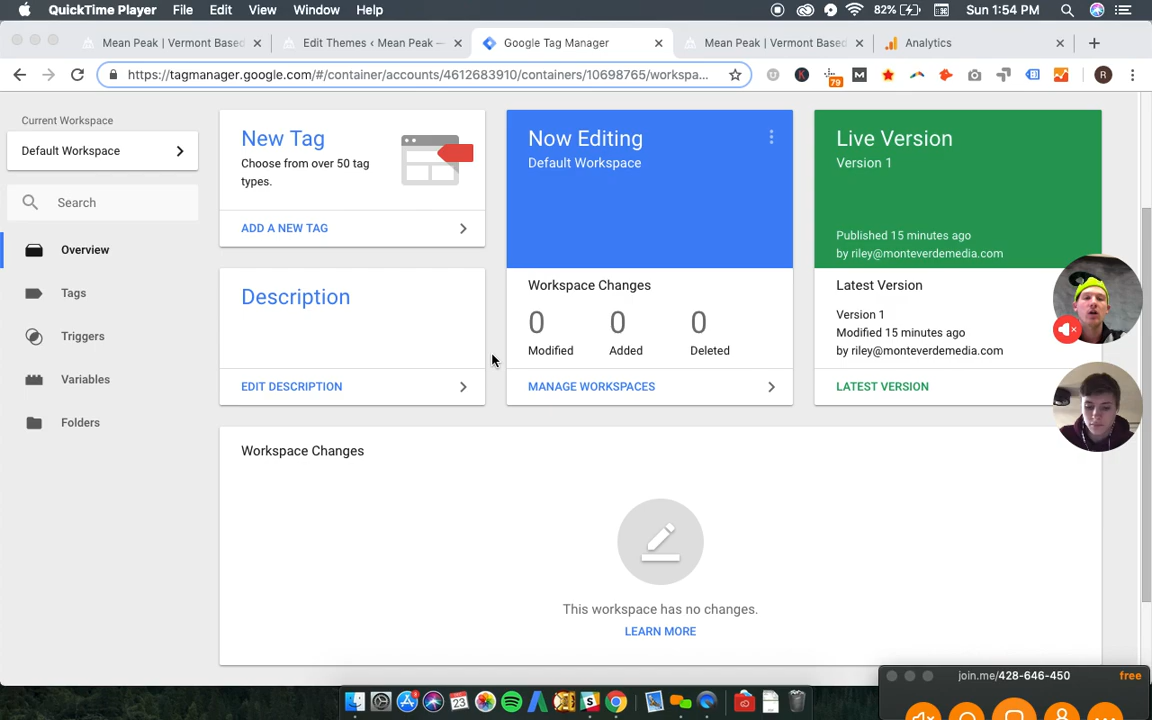 QuickTime Player File Edit View Window Help 82% Sun 1:54 PM
Mean Peak | Vermont Based Edit Themes ‹ Mean Peak — Google Tag Manager Mean Peak | Vermont Based Analytics
https://tagmanager.google.com/#/container/accounts/4612683910/containers/10698765/workspa... 79 R
Current Workspace
Default Workspace
Search
Overview
Tags
Triggers
Variables
Folders
New Tag
Choose from over 50 tag
types.
ADD A NEW TAG
Description
EDIT DESCRIPTION
Now Editing
Default Workspace
Workspace Changes
0 0 0
Modified Added Deleted
MANAGE WORKSPACES
Live Version
Version 1
Published 15 minutes ago
by riley@monteverdemedia.com
Latest Version
Version 1
Modified 15 minutes ago
by riley@monteverdemedia.com
LATEST VERSION
Workspace Changes
This workspace has no changes.
LEARN MORE
join.me/428-646-450 free